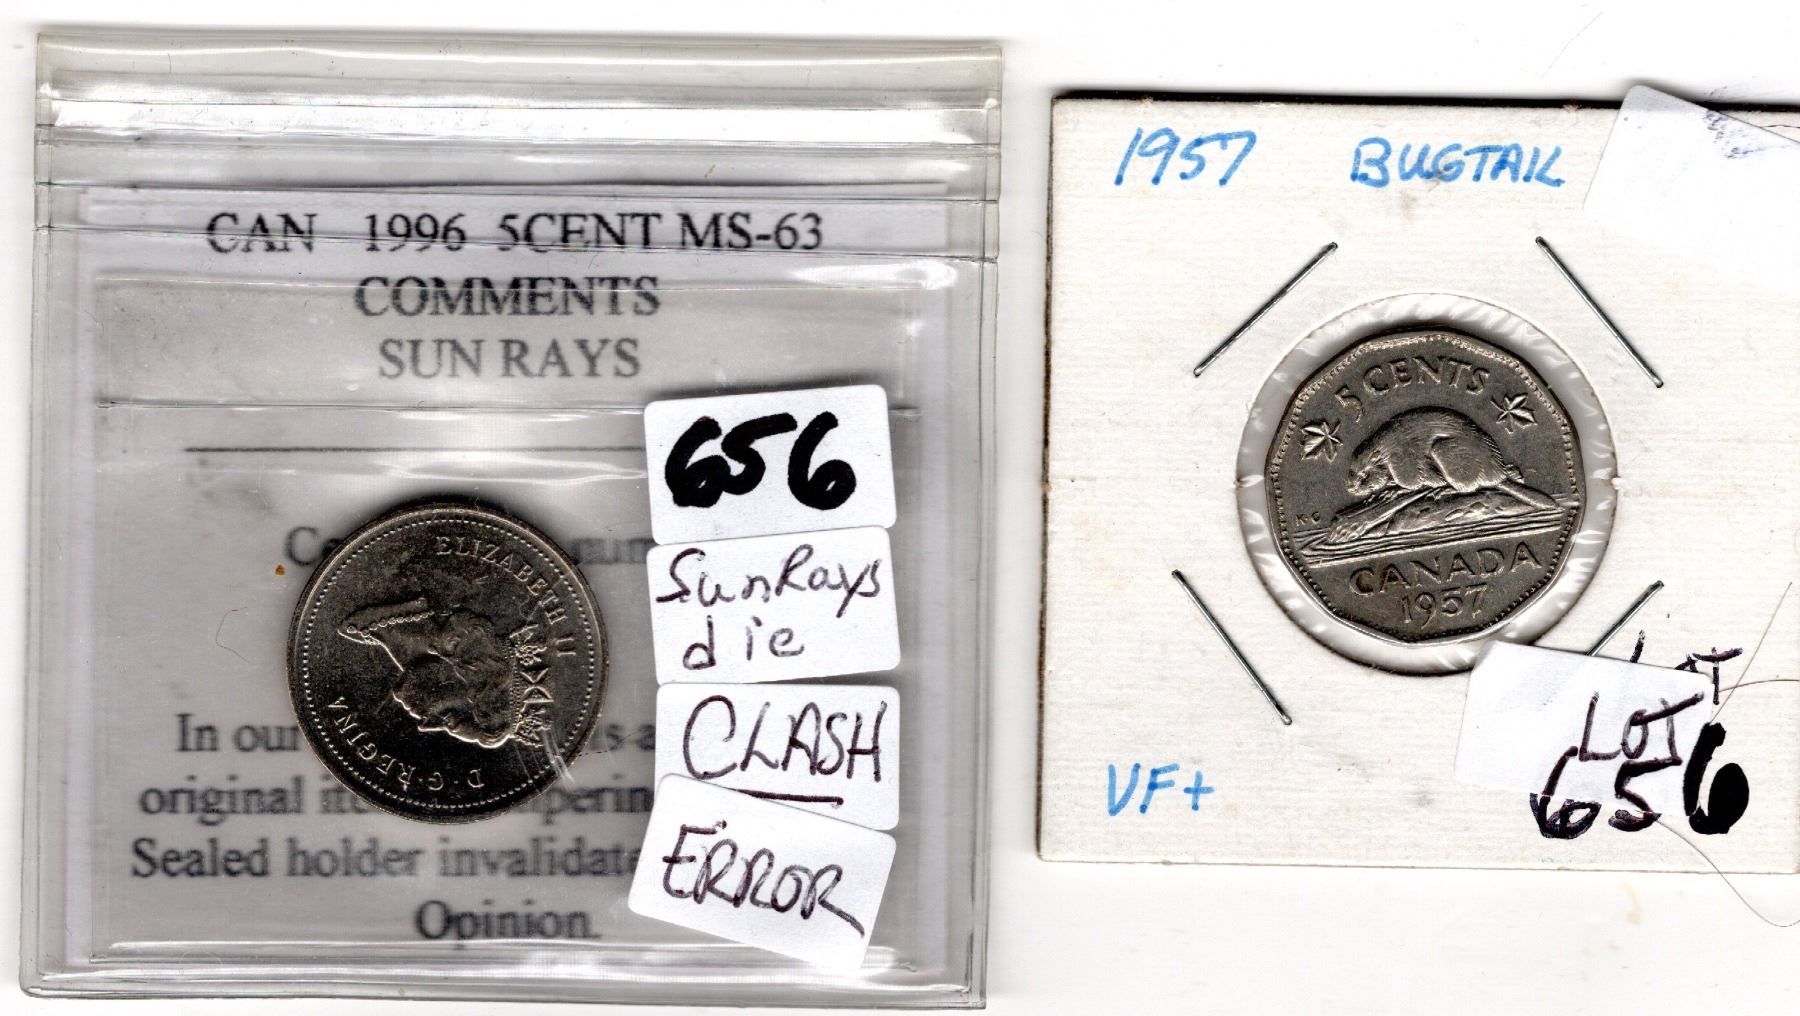 CAN 1996 5CENT MS-63
COMMENTS
SUN RAYS
656
SunRays
die
CLASH
ERROR
In our
original
Sealed holder invalidate
Opinion.
ELIZABETH II
D·G·REGINA
1957 BUGTAIL
5 CENTS
K·G
CANADA
1957
VF+
LOT
656